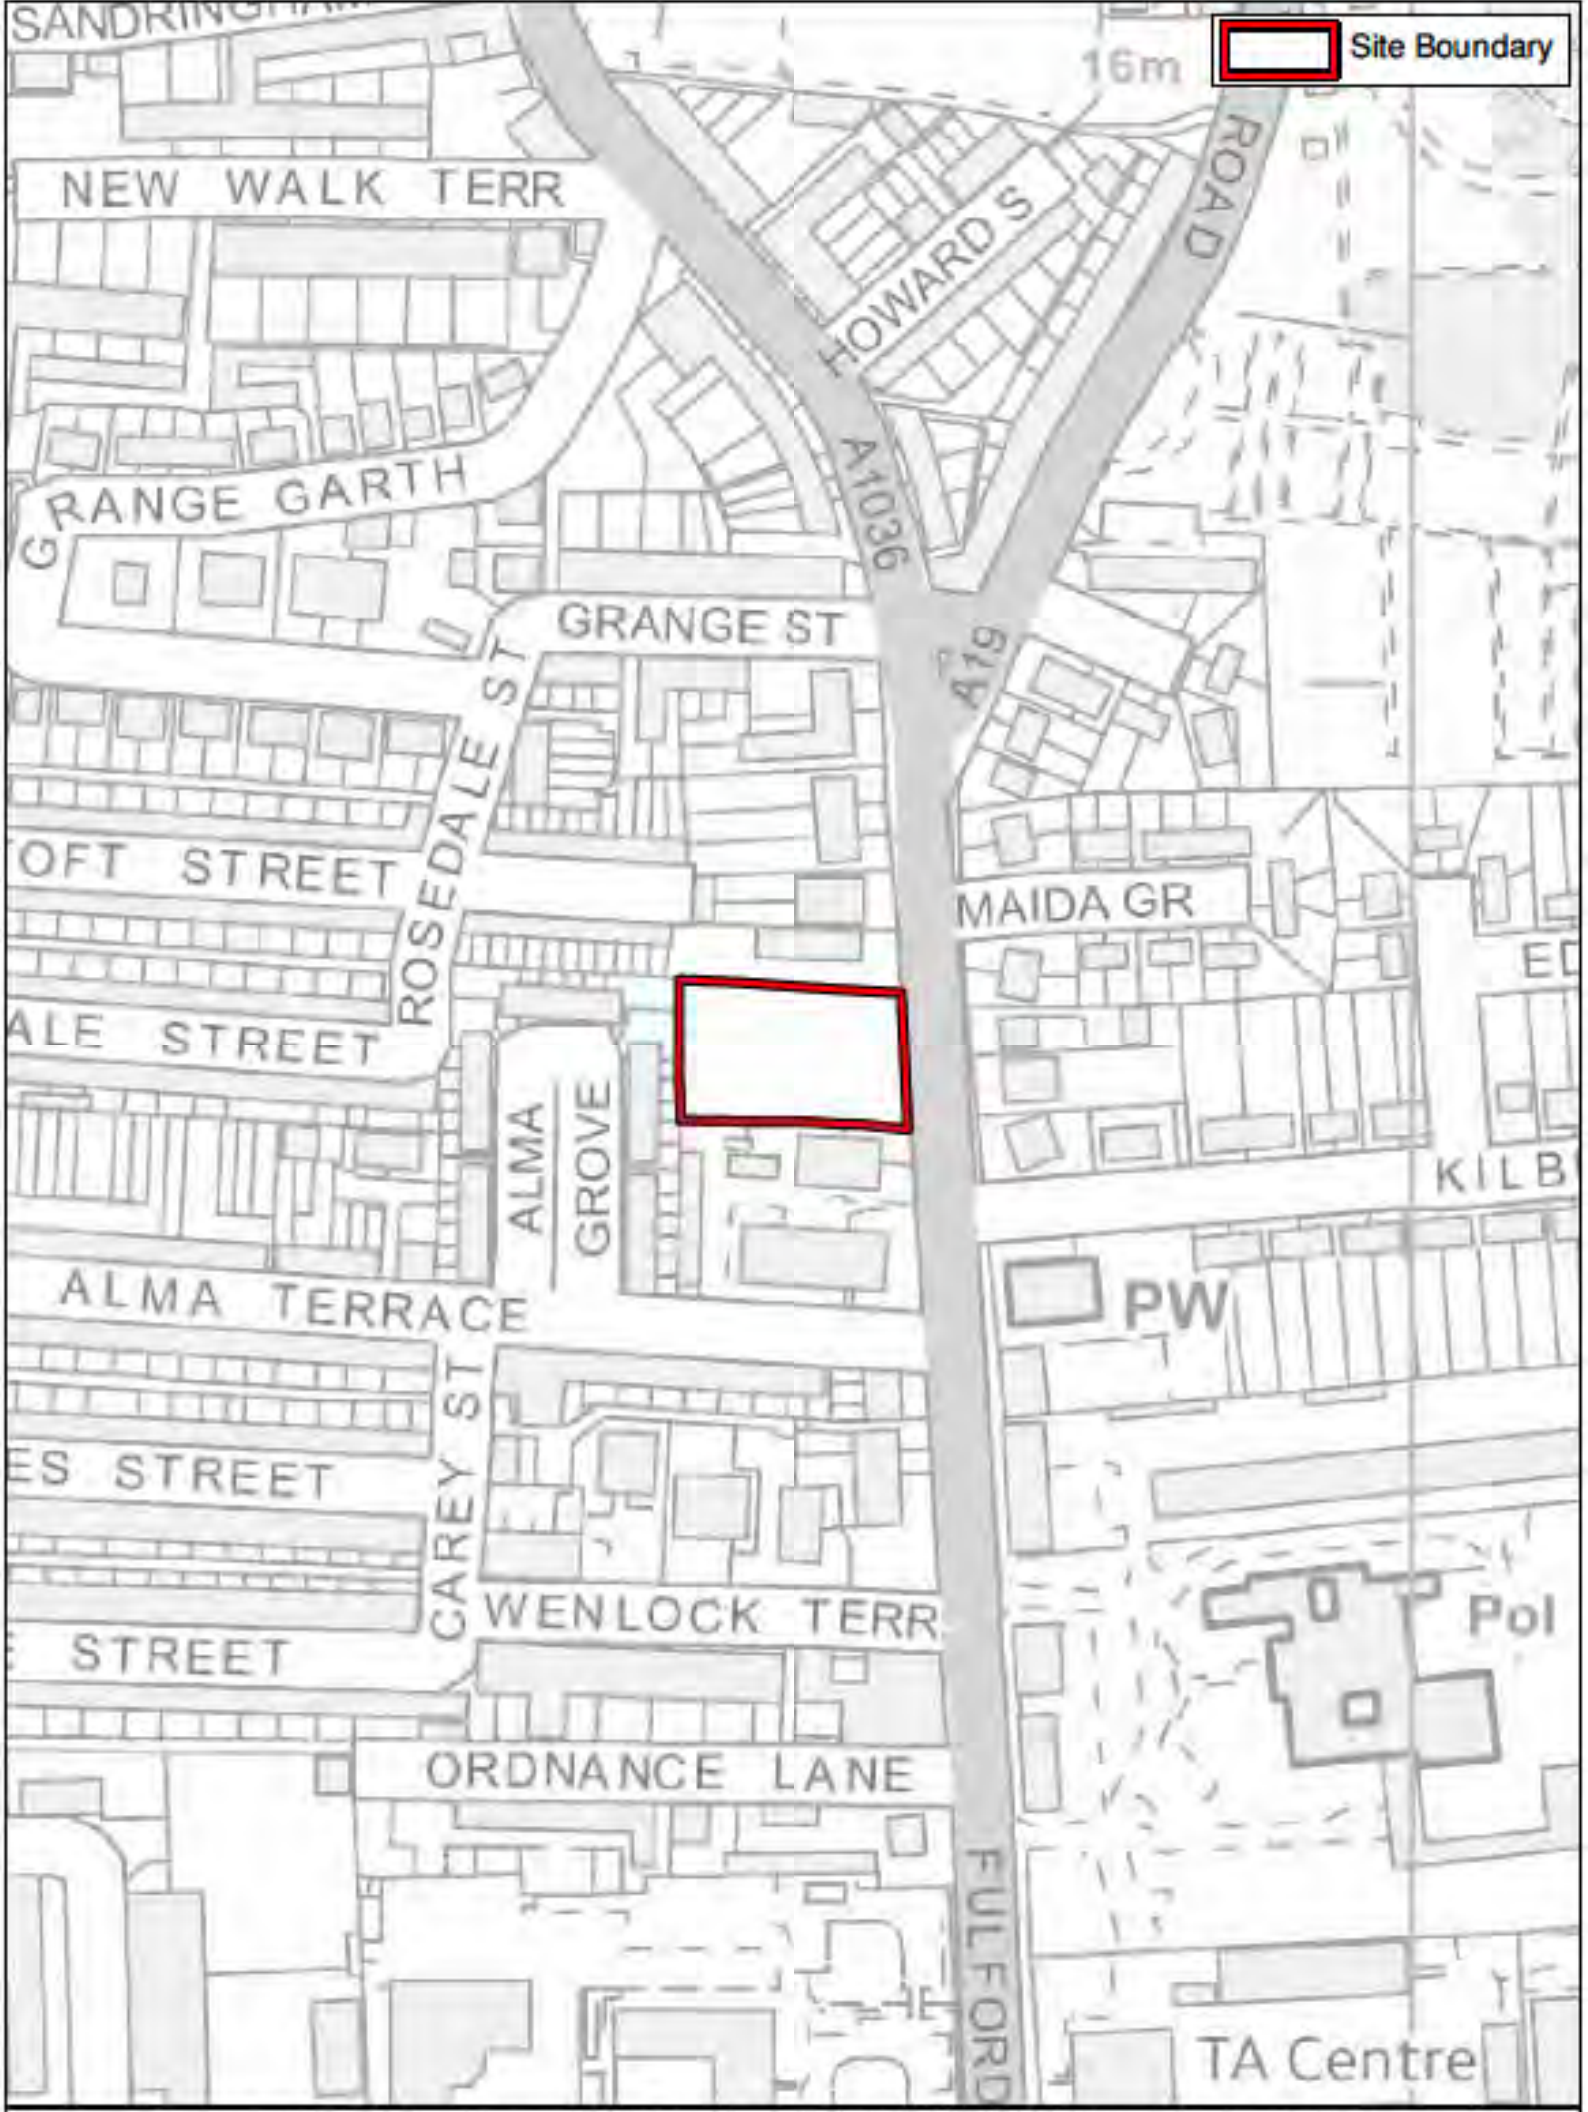 SANDRINGHAM
Site Boundary
16m
ROAD
NEW WALK TERR
HOWARD S
A1036
GRANGE GARTH
GRANGE ST
A19
ROSEDALE ST
OFT STREET
MAIDA GR
ED
ALE STREET
ALMA
GROVE
KILB
ALMA TERRACE
PW
CAREY ST
ES STREET
WENLOCK TERR
Pol
E STREET
ORDNANCE LANE
FULFORD
TA Centre